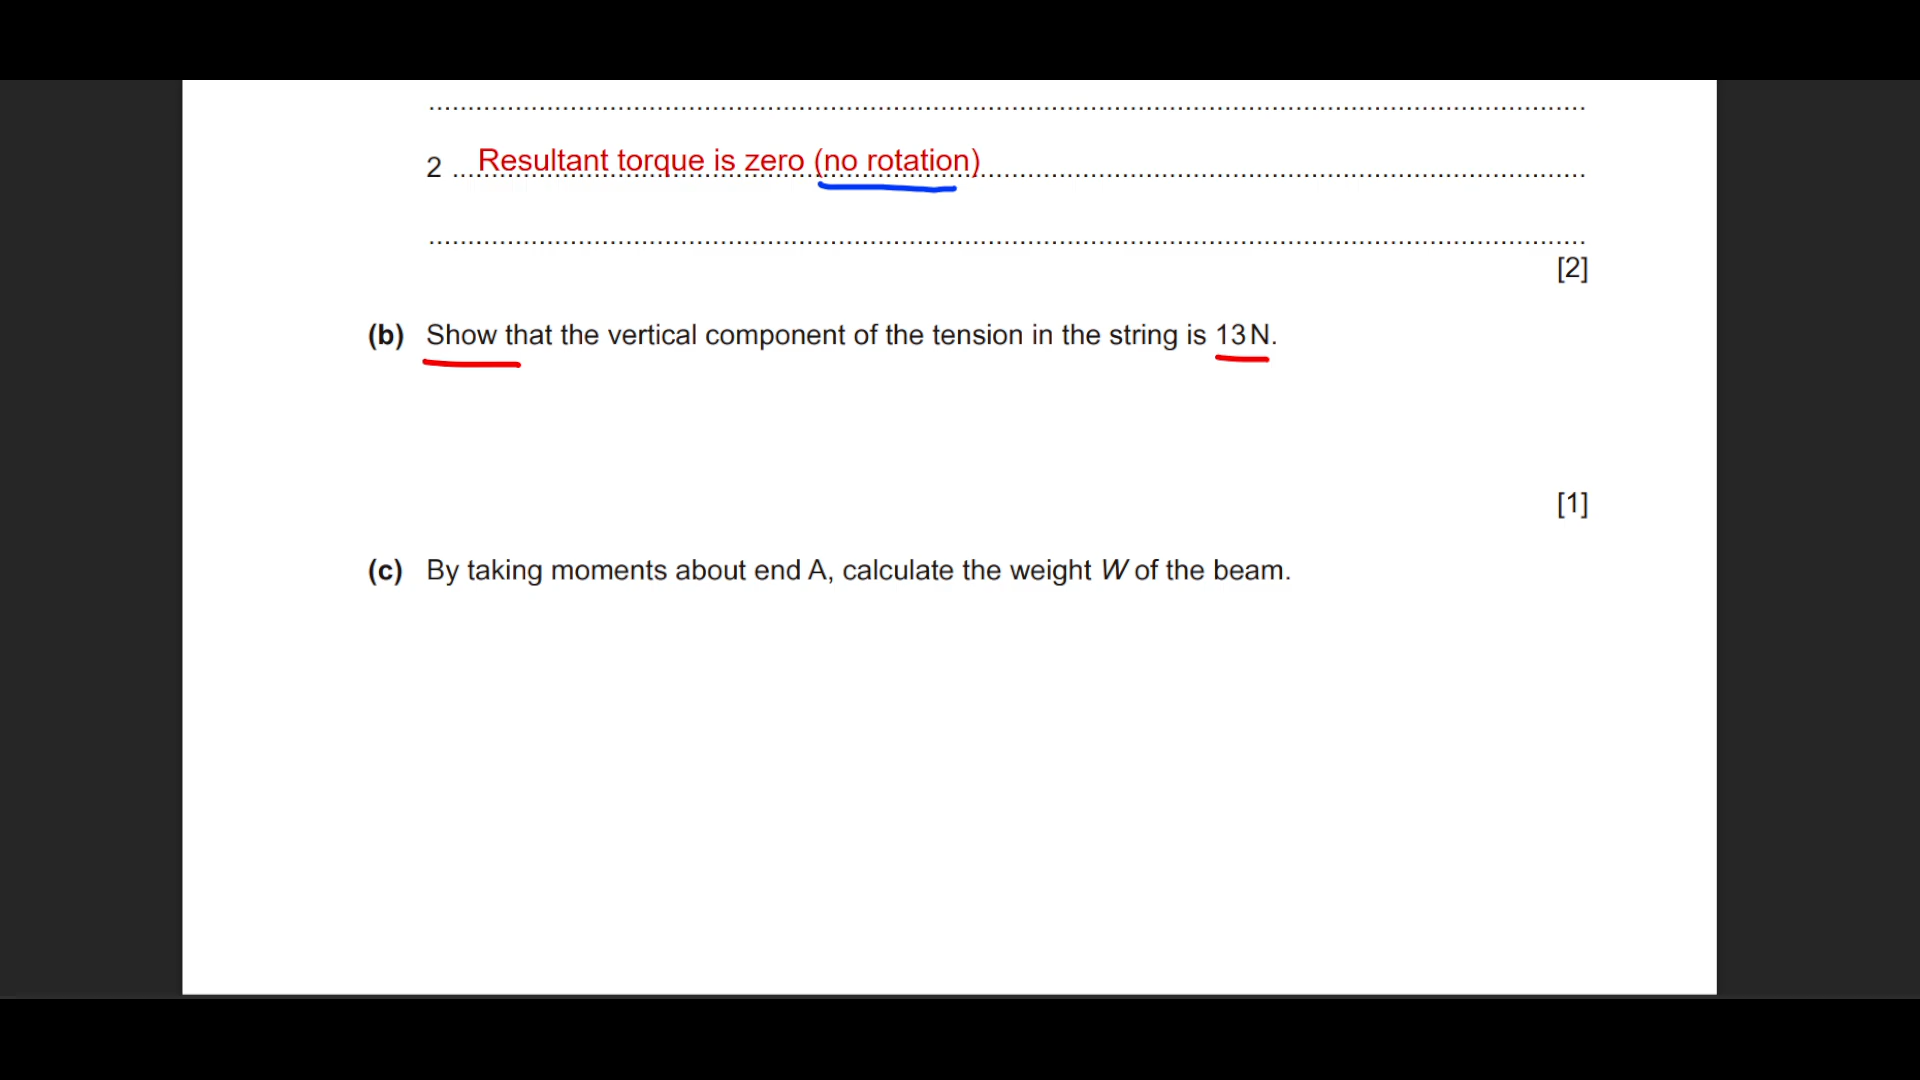 2 Resultant torque is zero (no rotation)
[2]
(b) Show that the vertical component of the tension in the string is 13 N.
[1]
(c) By taking moments about end A, calculate the weight W of the beam.